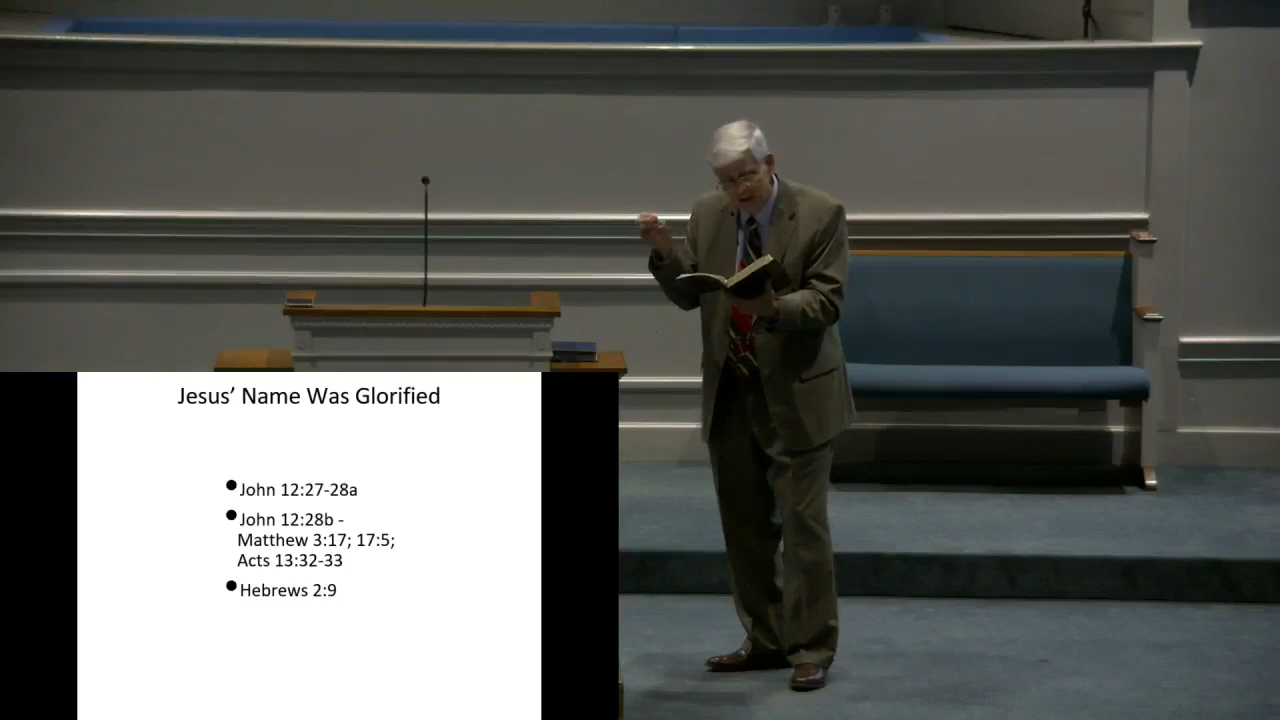 Jesus’ Name Was Glorified
John 12:27-28a
John 12:28b -
Matthew 3:17; 17:5;
Acts 13:32-33
Hebrews 2:9